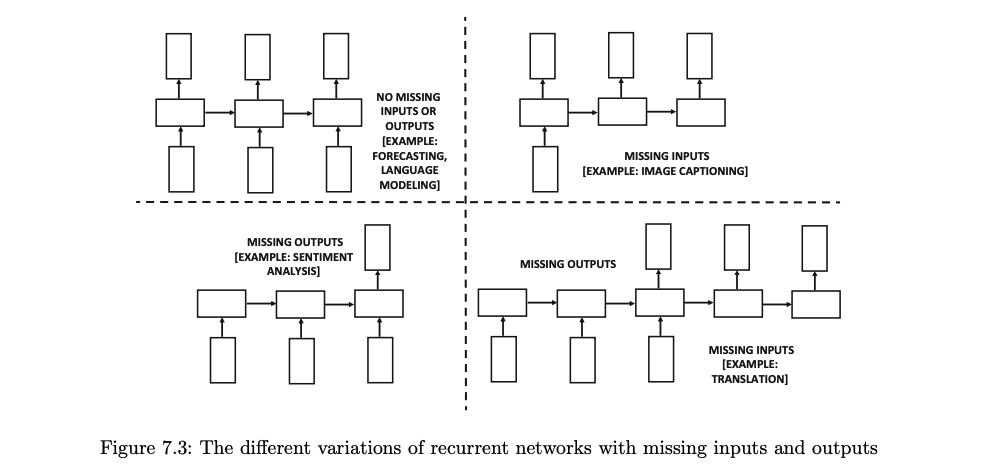 NO MISSING
INPUTS OR
OUTPUTS
[EXAMPLE:
FORECASTING,
LANGUAGE
MODELING]
MISSING INPUTS
[EXAMPLE: IMAGE CAPTIONING]
MISSING OUTPUTS
[EXAMPLE: SENTIMENT
ANALYSIS]
MISSING OUTPUTS
MISSING INPUTS
[EXAMPLE:
TRANSLATION]
Figure 7.3: The different variations of recurrent networks with missing inputs and outputs